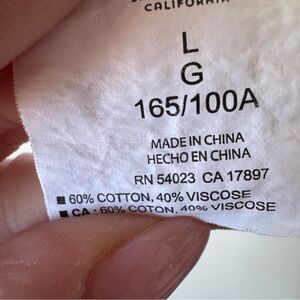 CALIFORNIA
L
G
165/100A
MADE IN CHINA
HECHO EN CHINA
RN 54023 CA 17897
■ 60% COTTON, 40% VISCOSE
■ CA : 60% COTON, 40% VISCOSE